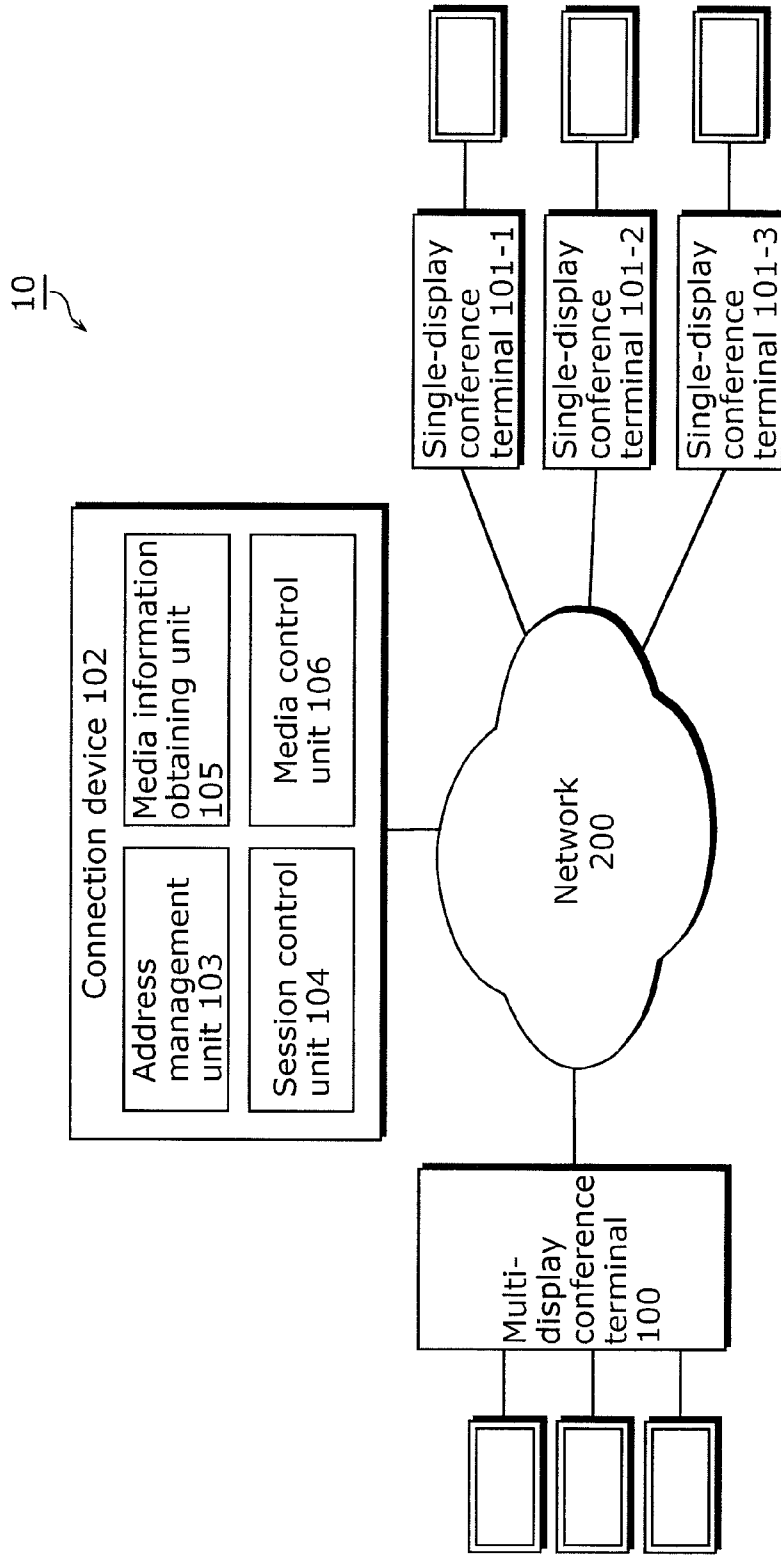 10
Connection device 102
Address
management
unit 103
Media information
obtaining unit
105
Session control
unit 104
Media control
unit 106
Network
200
Multi-
display
conference
terminal
100
Single-display
conference
terminal 101-1
Single-display
conference
terminal 101-2
Single-display
conference
terminal 101-3